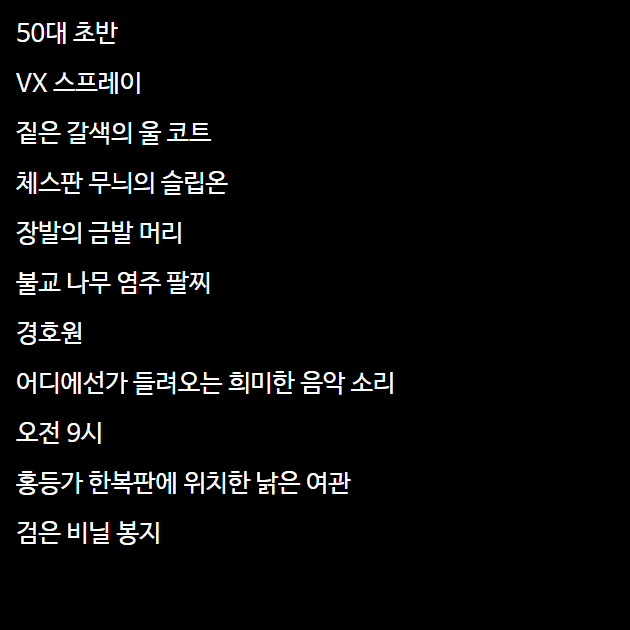 50대 초반
VX 스프레이
짙은 갈색의 울 코트
체스판 무늬의 슬립온
장발의 금발 머리
불교 나무 염주 팔찌
경호원
어디에선가 들려오는 희미한 음악 소리
오전 9시
홍등가 한복판에 위치한 낡은 여관
검은 비닐 봉지